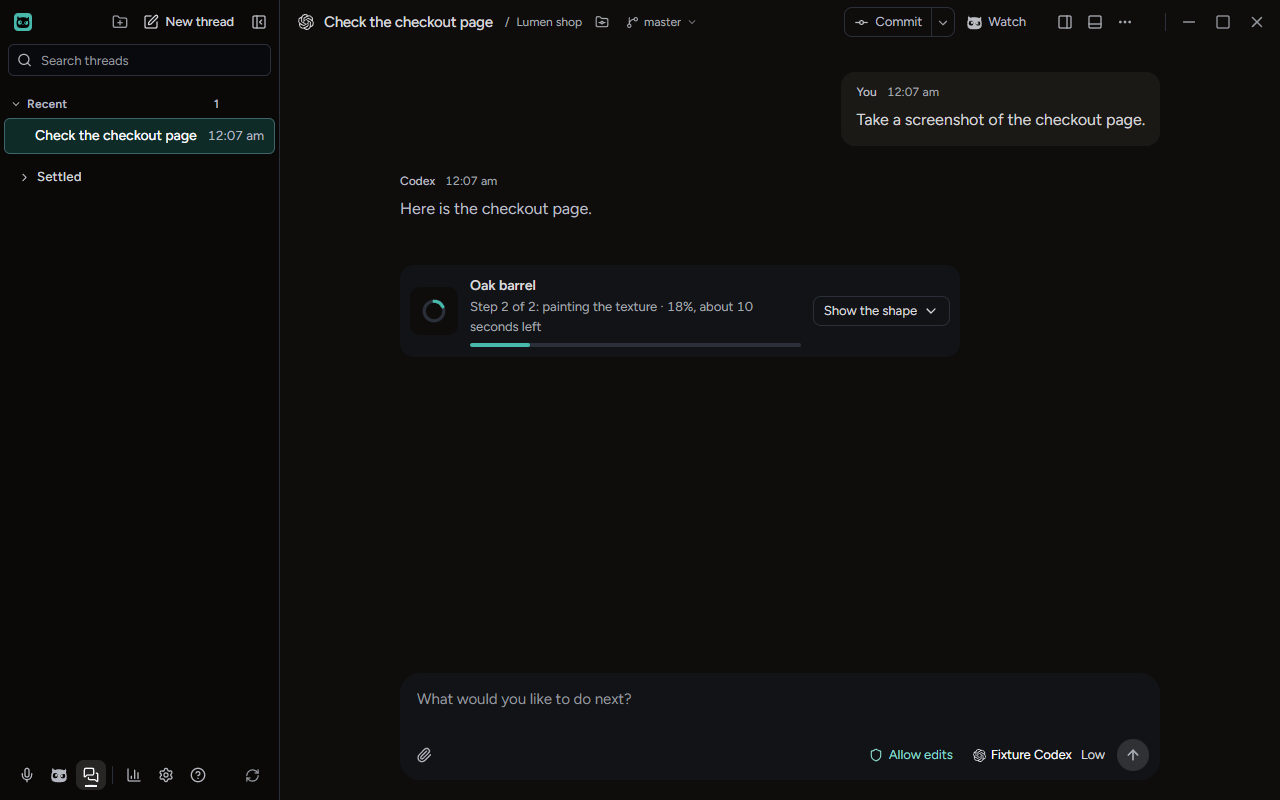 New thread
Search threads
Recent 1
Check the checkout page 12:07 am
Settled
Check the checkout page / Lumen shop master
Commit
Watch
You 12:07 am
Take a screenshot of the checkout page.
Codex 12:07 am
Here is the checkout page.
Oak barrel
Step 2 of 2: painting the texture · 18%, about 10
seconds left
Show the shape
What would you like to do next?
Allow edits
Fixture Codex Low